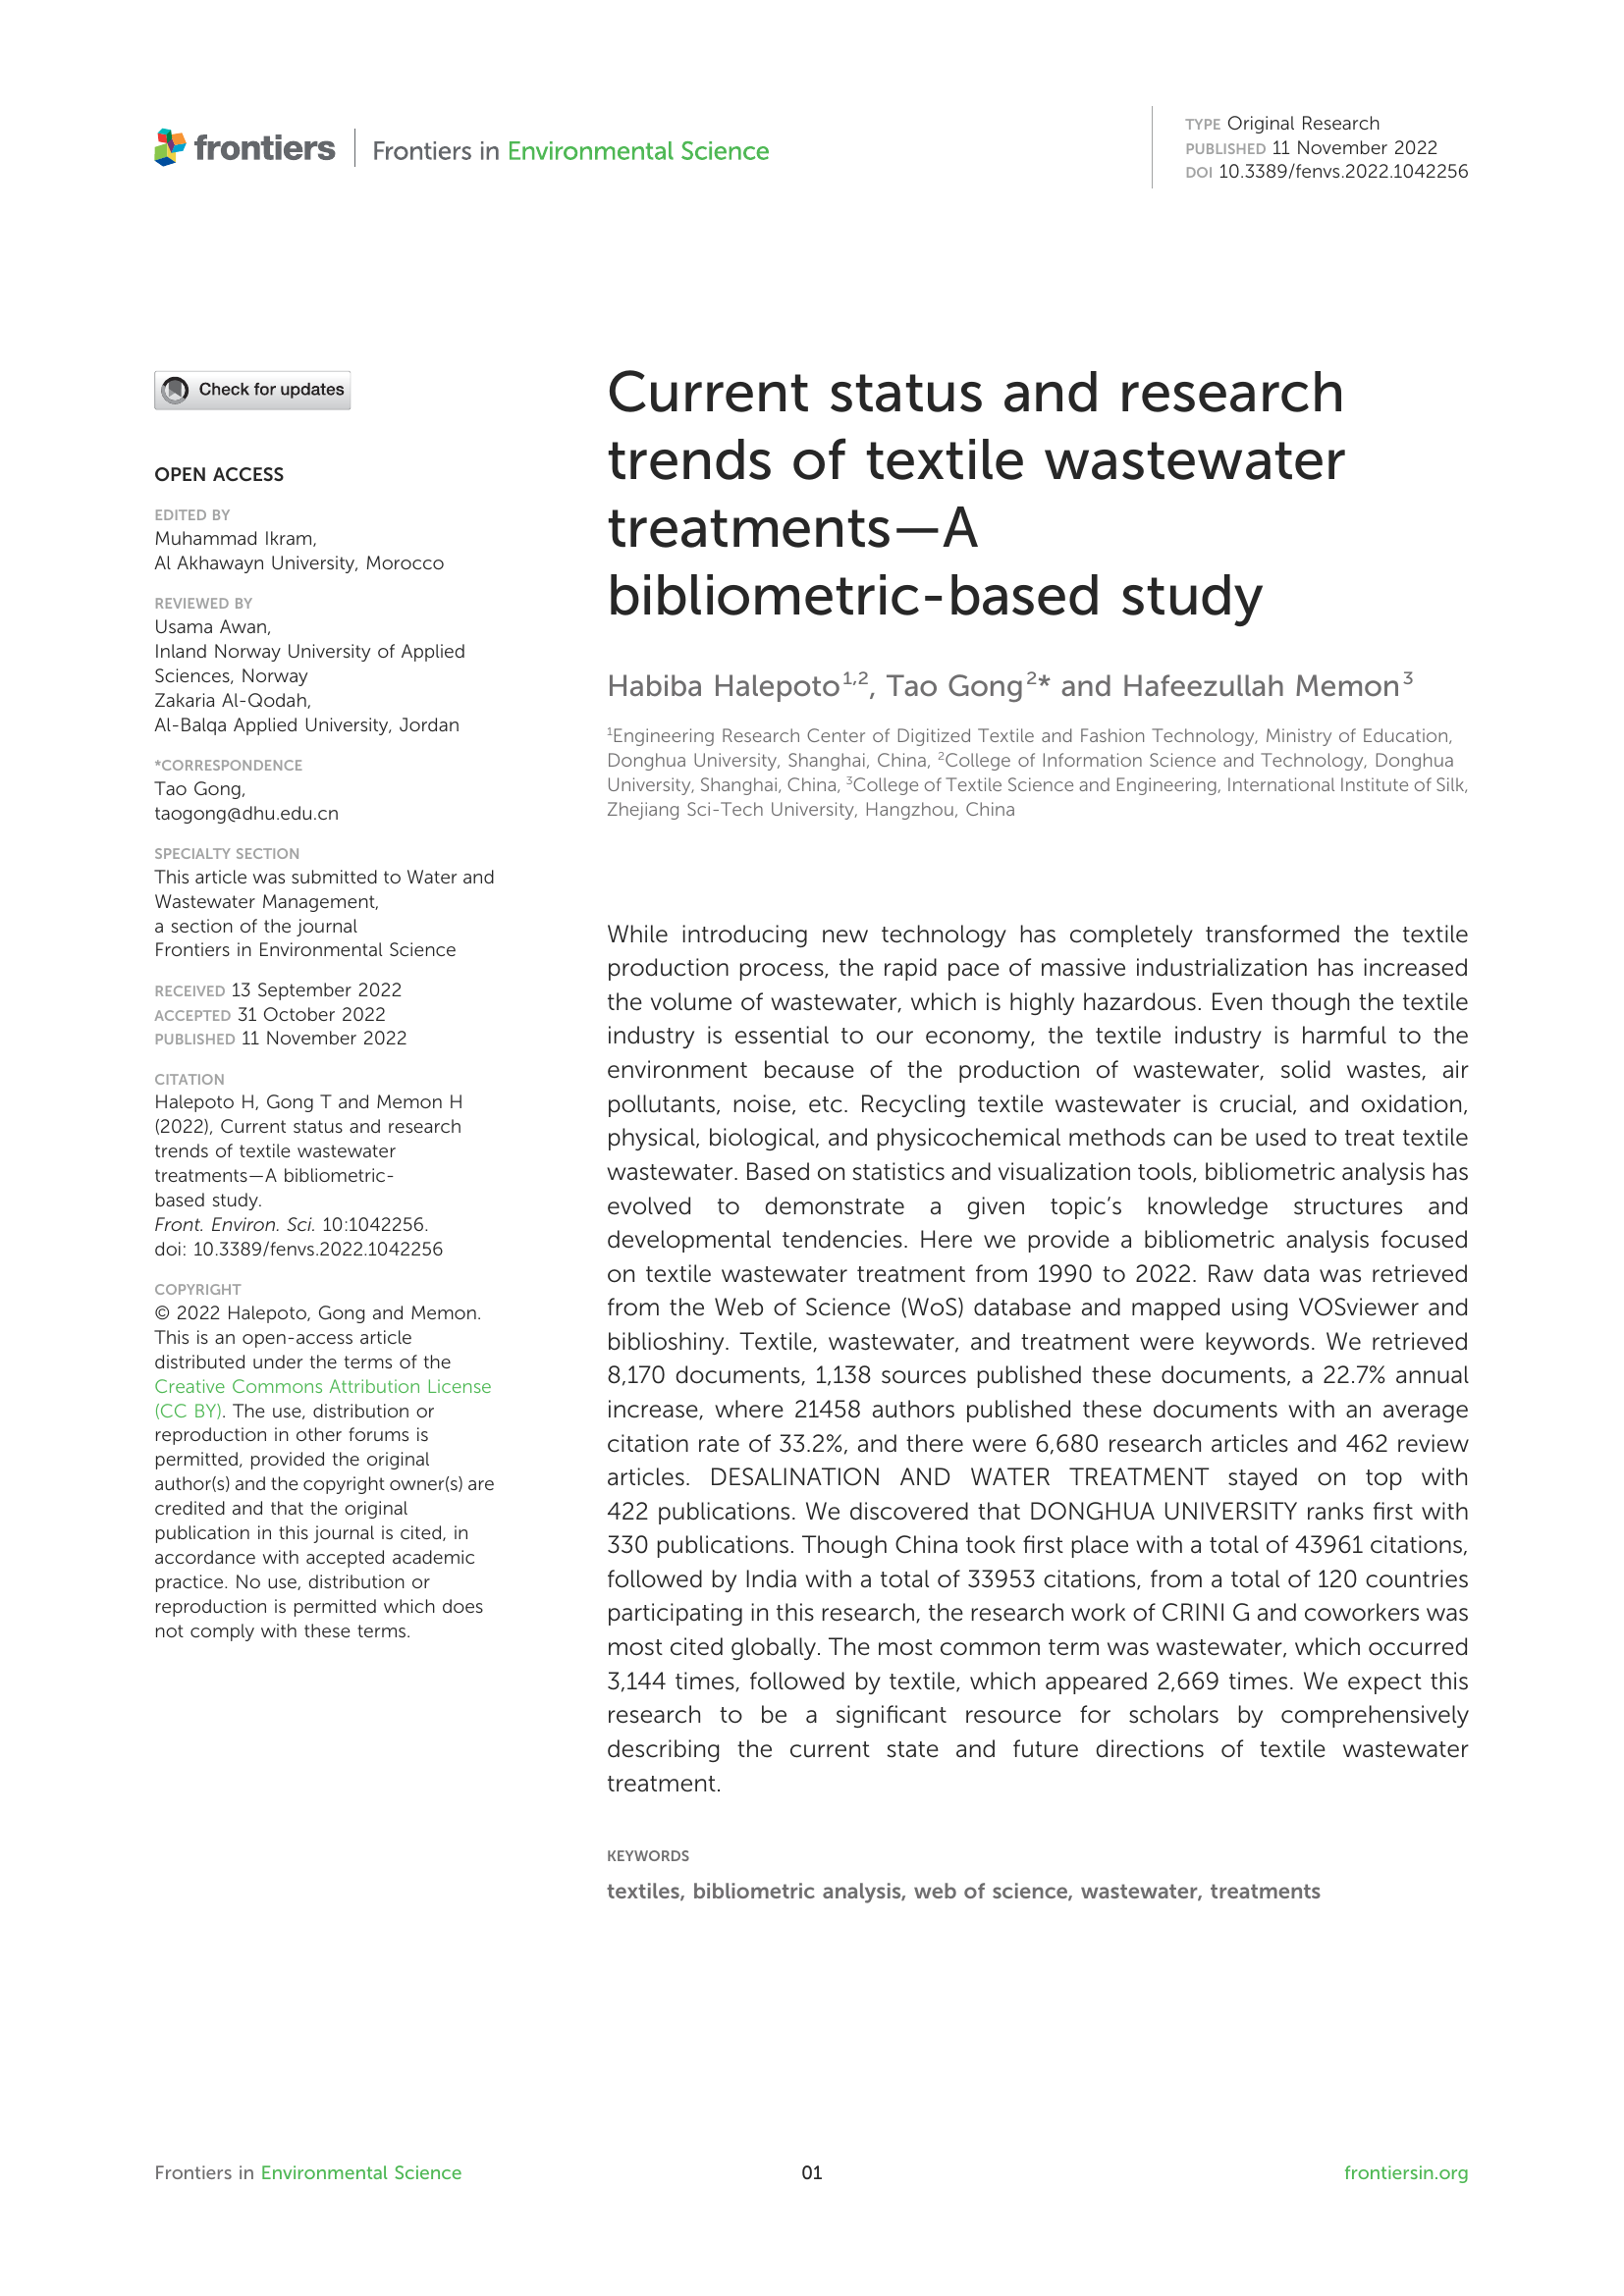 frontiers
Frontiers in Environmental Science
TYPE Original Research
PUBLISHED 11 November 2022
DOI 10.3389/fenvs.2022.1042256
Check for updates
OPEN ACCESS
EDITED BY
Muhammad Ikram,
Al Akhawayn University, Morocco
REVIEWED BY
Usama Awan,
Inland Norway University of Applied
Sciences, Norway
Zakaria Al-Qodah,
Al-Balqa Applied University, Jordan
*CORRESPONDENCE
Tao Gong,
taogong@dhu.edu.cn
SPECIALTY SECTION
This article was submitted to Water and
Wastewater Management,
a section of the journal
Frontiers in Environmental Science
RECEIVED 13 September 2022
ACCEPTED 31 October 2022
PUBLISHED 11 November 2022
CITATION
Halepoto H, Gong T and Memon H
(2022), Current status and research
trends of textile wastewater
treatments—A bibliometric-
based study.
Front. Environ. Sci. 10:1042256.
doi: 10.3389/fenvs.2022.1042256
COPYRIGHT
© 2022 Halepoto, Gong and Memon.
This is an open-access article
distributed under the terms of the
Creative Commons Attribution License
(CC BY). The use, distribution or
reproduction in other forums is
permitted, provided the original
author(s) and the copyright owner(s) are
credited and that the original
publication in this journal is cited, in
accordance with accepted academic
practice. No use, distribution or
reproduction is permitted which does
not comply with these terms.
Current status and research
trends of textile wastewater
treatments—A
bibliometric-based study
Habiba Halepoto1,2, Tao Gong2* and Hafeezullah Memon3
1Engineering Research Center of Digitized Textile and Fashion Technology, Ministry of Education,
Donghua University, Shanghai, China, 2College of Information Science and Technology, Donghua
University, Shanghai, China, 3College of Textile Science and Engineering, International Institute of Silk,
Zhejiang Sci-Tech University, Hangzhou, China
While introducing new technology has completely transformed the textile
production process, the rapid pace of massive industrialization has increased
the volume of wastewater, which is highly hazardous. Even though the textile
industry is essential to our economy, the textile industry is harmful to the
environment because of the production of wastewater, solid wastes, air
pollutants, noise, etc. Recycling textile wastewater is crucial, and oxidation,
physical, biological, and physicochemical methods can be used to treat textile
wastewater. Based on statistics and visualization tools, bibliometric analysis has
evolved to demonstrate a given topic’s knowledge structures and
developmental tendencies. Here we provide a bibliometric analysis focused
on textile wastewater treatment from 1990 to 2022. Raw data was retrieved
from the Web of Science (WoS) database and mapped using VOSviewer and
biblioshiny. Textile, wastewater, and treatment were keywords. We retrieved
8,170 documents, 1,138 sources published these documents, a 22.7% annual
increase, where 21458 authors published these documents with an average
citation rate of 33.2%, and there were 6,680 research articles and 462 review
articles. DESALINATION AND WATER TREATMENT stayed on top with
422 publications. We discovered that DONGHUA UNIVERSITY ranks first with
330 publications. Though China took first place with a total of 43961 citations,
followed by India with a total of 33953 citations, from a total of 120 countries
participating in this research, the research work of CRINI G and coworkers was
most cited globally. The most common term was wastewater, which occurred
3,144 times, followed by textile, which appeared 2,669 times. We expect this
research to be a significant resource for scholars by comprehensively
describing the current state and future directions of textile wastewater
treatment.
KEYWORDS
textiles, bibliometric analysis, web of science, wastewater, treatments
Frontiers in Environmental Science
01
frontiersin.org